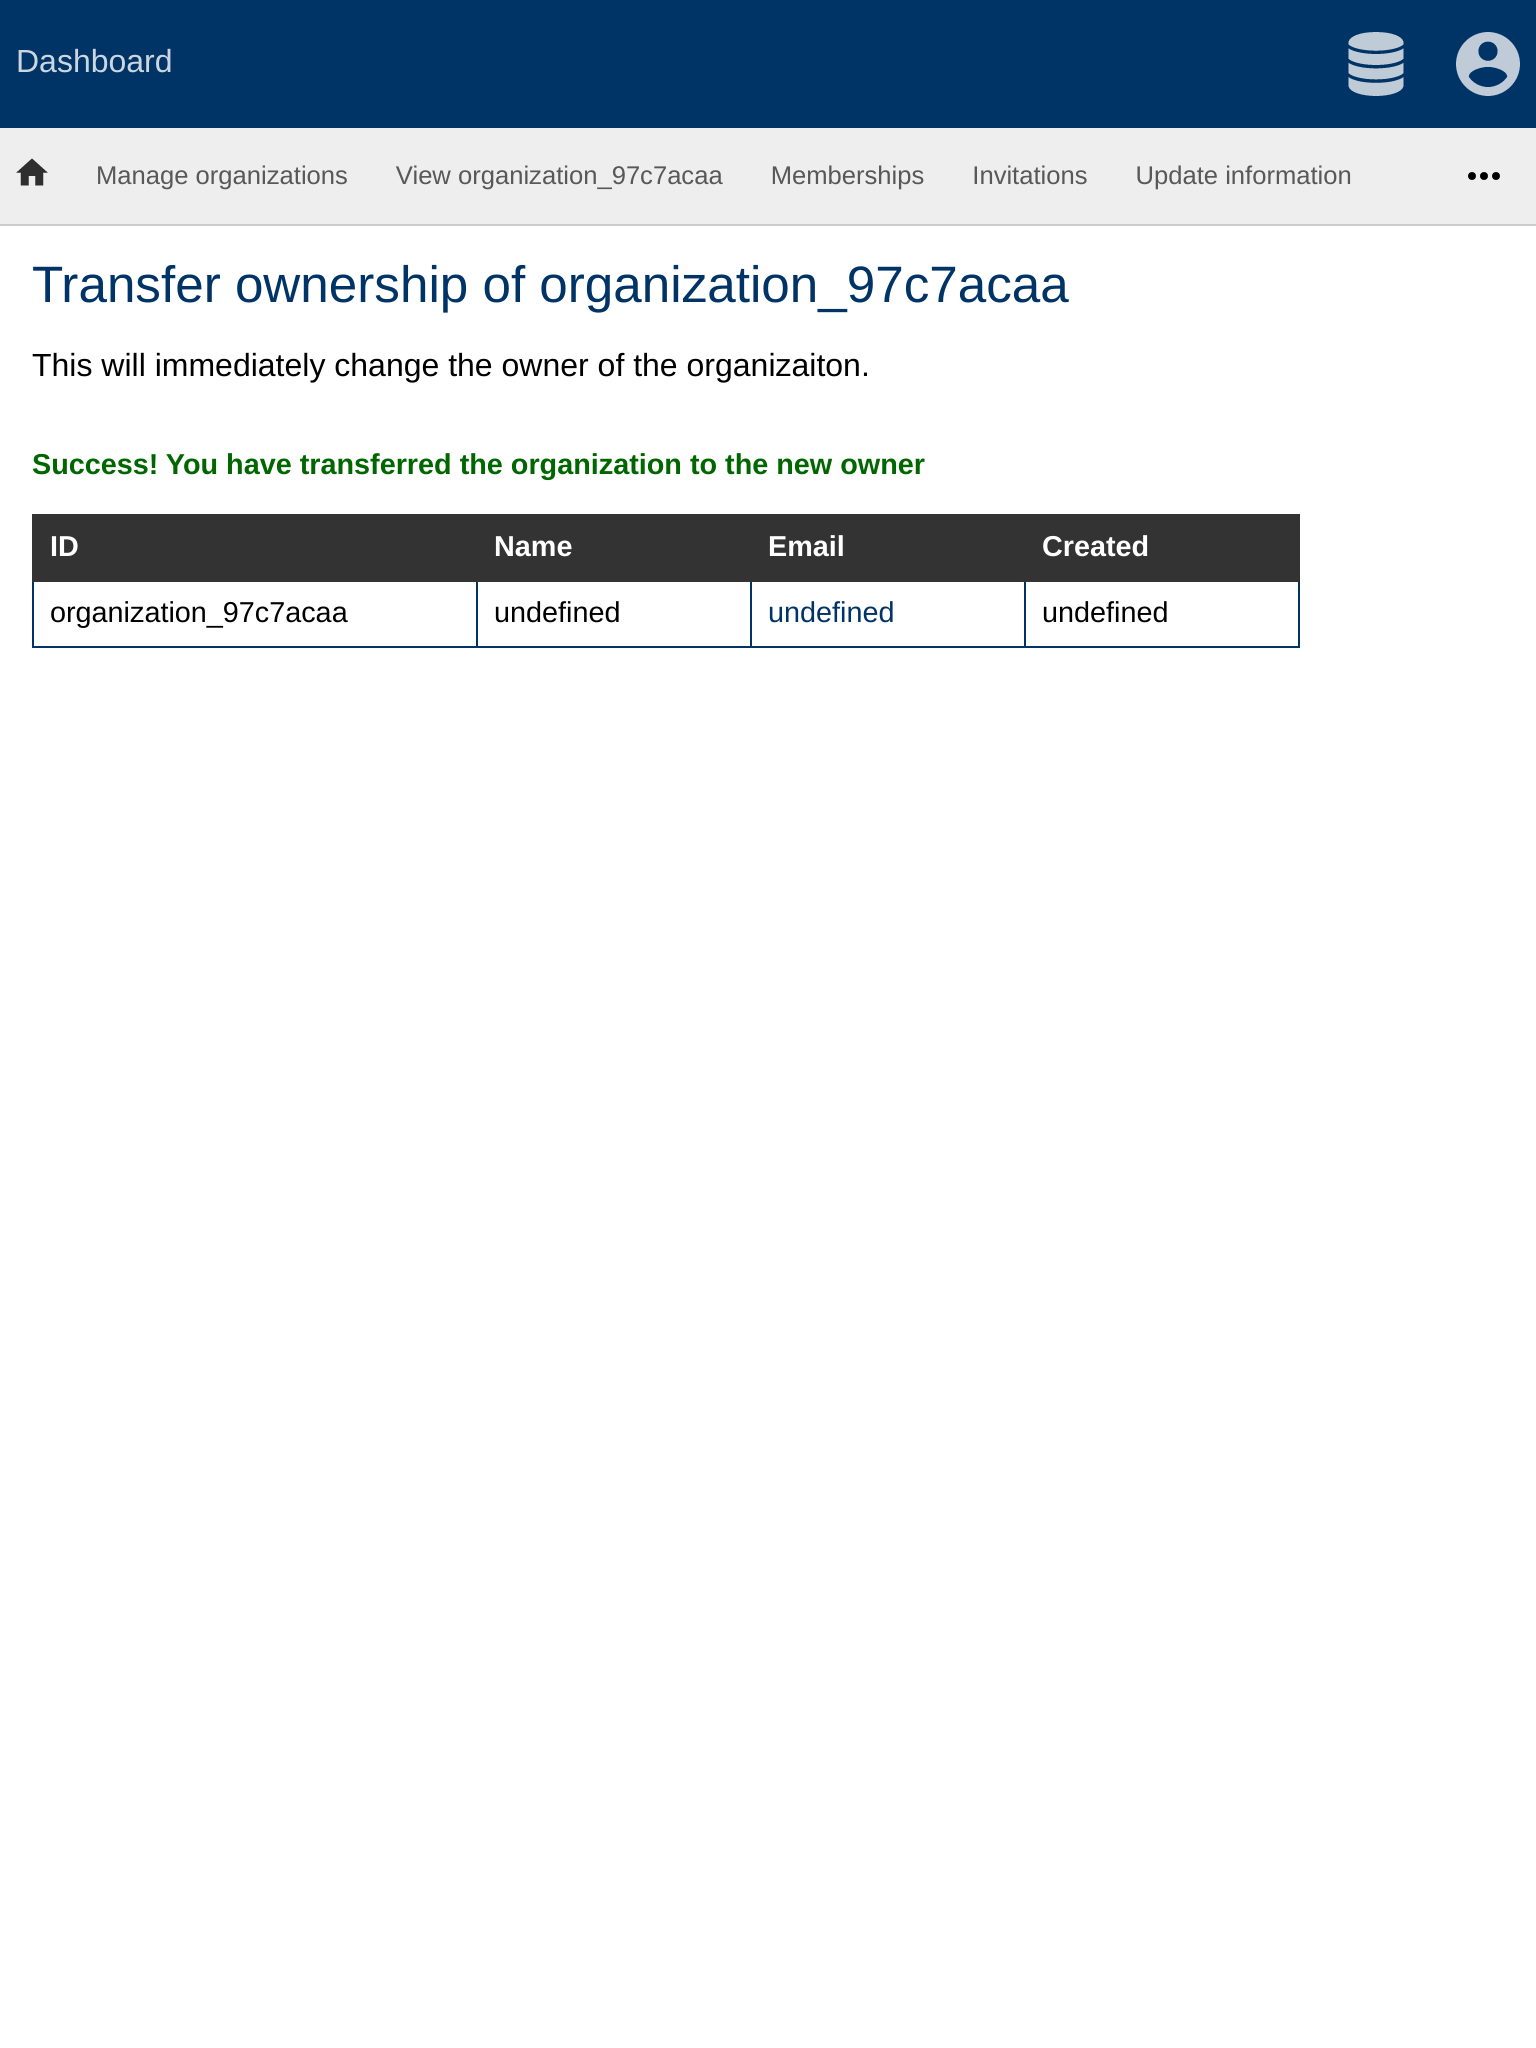 Dashboard
Manage organizations View organization_97c7acaa Memberships Invitations Update information
Transfer ownership of organization_97c7acaa
This will immediately change the owner of the organizaiton.
Success! You have transferred the organization to the new owner
ID Name Email Created
organization_97c7acaa undefined undefined undefined